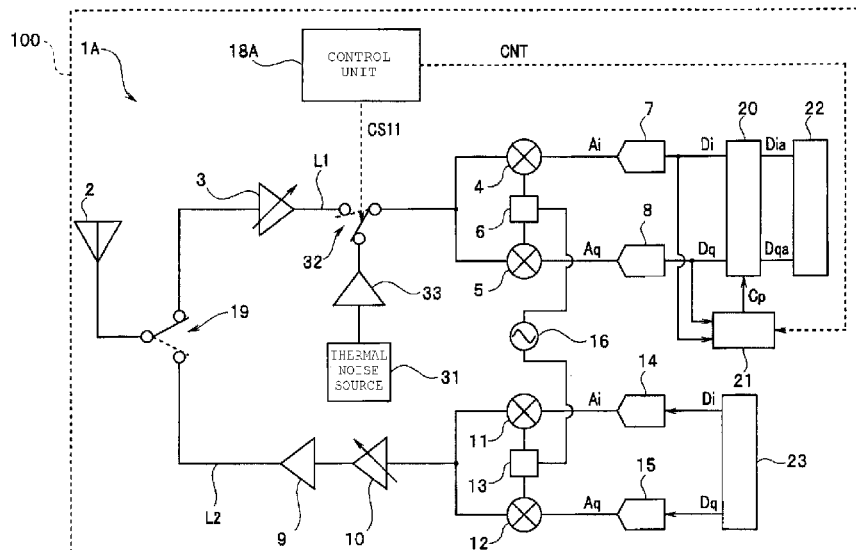 100
1A
18A
CONTROL
UNIT
CNT
CS11
7
20
22
Ai
Di
Dia
3
L1
4
2
6
8
32
Aq
Dq
Dqa
5
33
Cp
19
16
THERMAL
NOISE
SOURCE
31
21
14
Ai
Di
11
13
23
15
L2
9
10
12
Aq
Dq